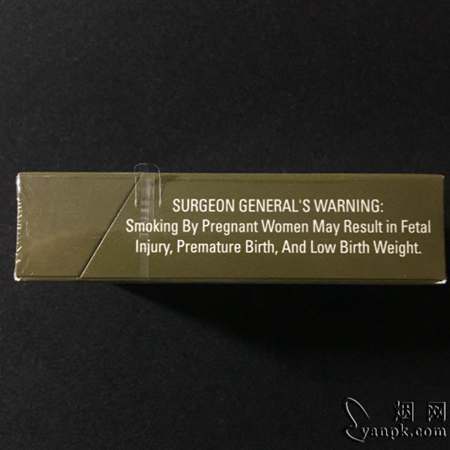 SURGEON GENERAL'S WARNING:
Smoking By Pregnant Women May Result in Fetal
Injury, Premature Birth, And Low Birth Weight.
烟网
yanpk.com